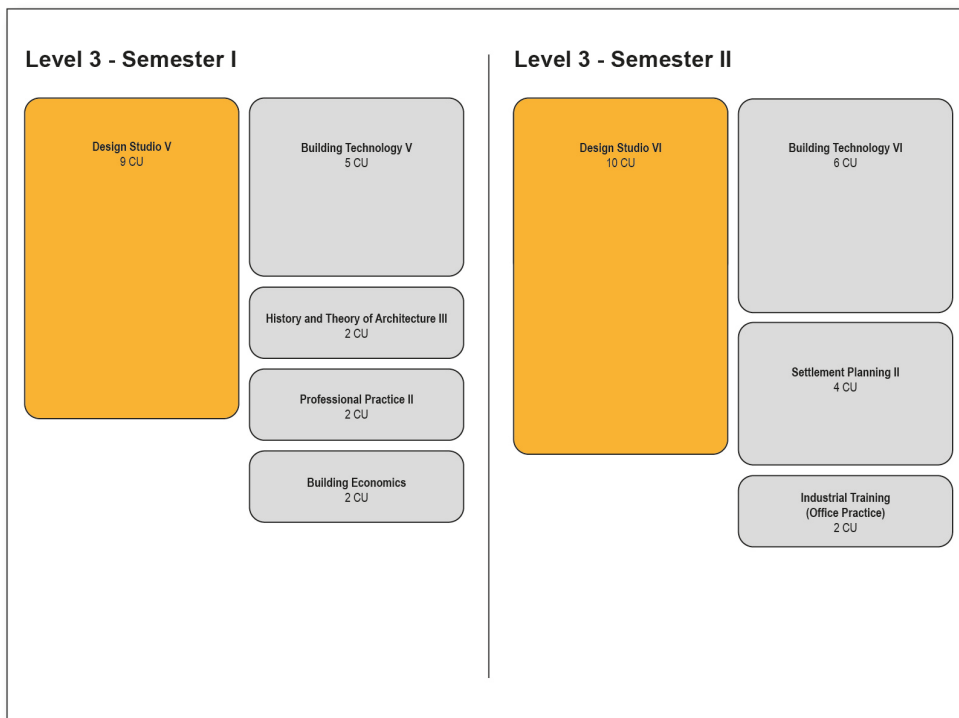 Level 3 - Semester I
Design Studio V
9 CU
Building Technology V
5 CU
History and Theory of Architecture III
2 CU
Professional Practice II
2 CU
Building Economics
2 CU
Level 3 - Semester II
Design Studio VI
10 CU
Building Technology VI
6 CU
Settlement Planning II
4 CU
Industrial Training
(Office Practice)
2 CU